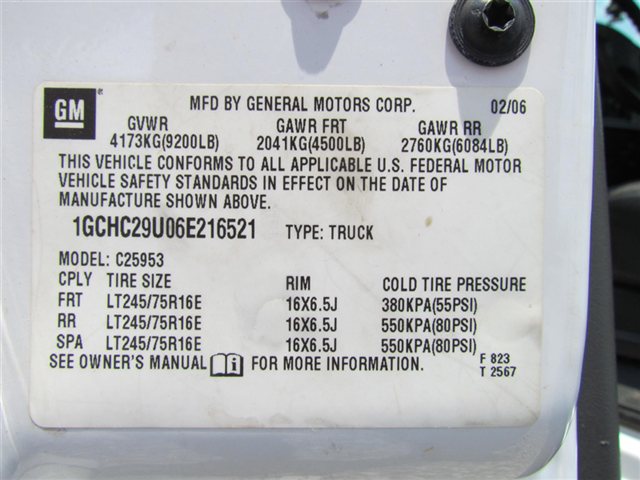 GM MFD BY GENERAL MOTORS CORP. 02/06
GVWR GAWR FRT GAWR RR
4173KG(9200LB) 2041KG(4500LB) 2760KG(6084LB)
THIS VEHICLE CONFORMS TO ALL APPLICABLE U.S. FEDERAL MOTOR
VEHICLE SAFETY STANDARDS IN EFFECT ON THE DATE OF
MANUFACTURE SHOWN ABOVE.
1GCHC29U06E216521 TYPE: TRUCK
MODEL: C25953
CPLY TIRE SIZE RIM COLD TIRE PRESSURE
FRT LT245/75R16E 16X6.5J 380KPA(55PSI)
RR LT245/75R16E 16X6.5J 550KPA(80PSI)
SPA LT245/75R16E 16X6.5J 550KPA(80PSI)
SEE OWNER'S MANUAL FOR MORE INFORMATION.
F 823
T 2567